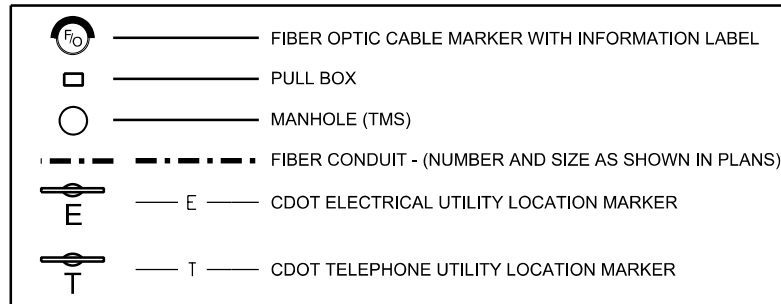 F/O FIBER OPTIC CABLE MARKER WITH INFORMATION LABEL
PULL BOX
MANHOLE (TMS)
FIBER CONDUIT - (NUMBER AND SIZE AS SHOWN IN PLANS)
E E CDOT ELECTRICAL UTILITY LOCATION MARKER
T T CDOT TELEPHONE UTILITY LOCATION MARKER